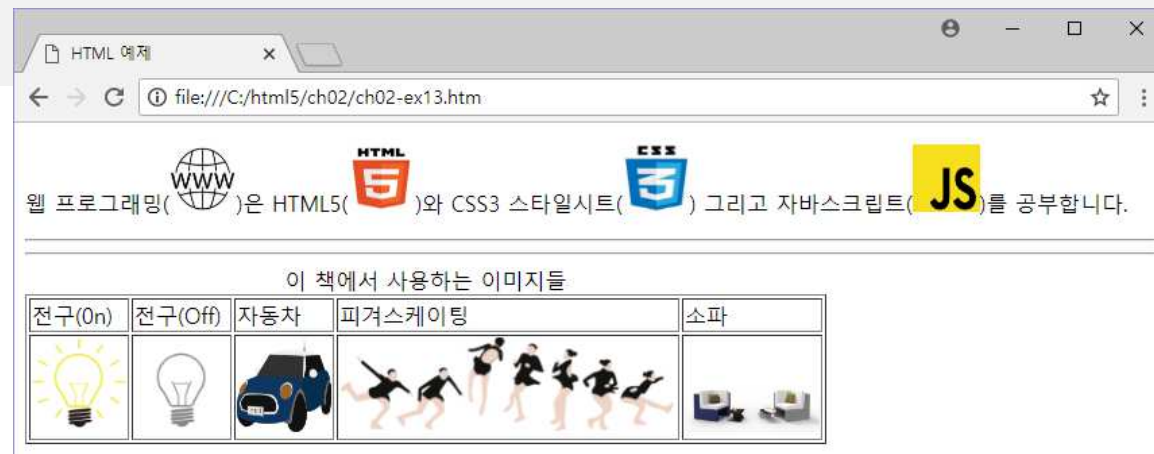 HTML 예제
file:///C:/html5/ch02/ch02-ex13.htm
웹 프로그래밍( WWW )은 HTML5( HTML 5 )와 CSS3 스타일시트( CSS 3 ) 그리고 자바스크립트( JS )를 공부합니다.
이 책에서 사용하는 이미지들
전구(0n) 전구(Off) 자동차 피겨스케이팅 소파